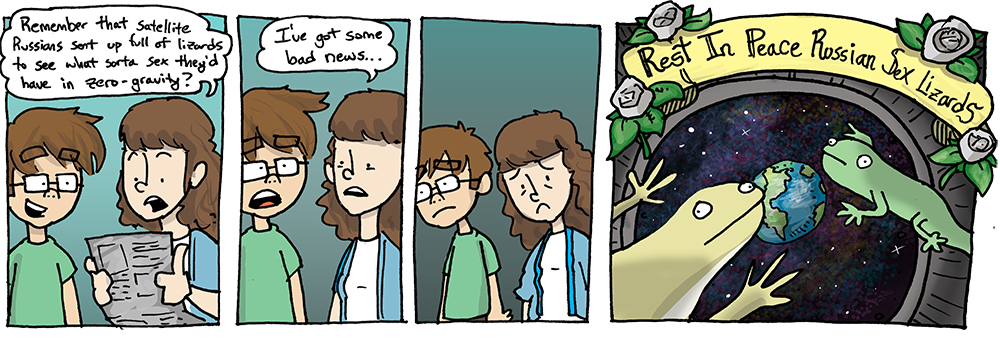 Remember that satellite
Russians sort up full of lizards
to see what sorta sex they'd
have in zero-gravity?
I've got some
bad news...
Rest In Peace Russian Sex Lizards